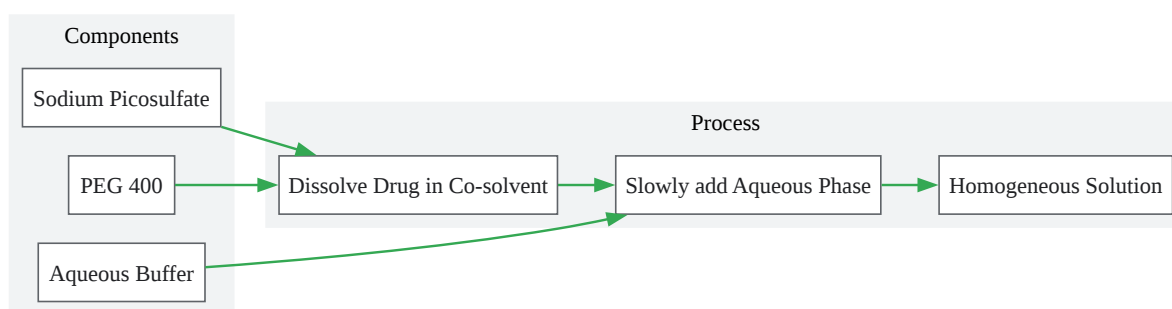 Components
Sodium Picosulfate
Process
PEG 400
Dissolve Drug in Co-solvent
Slowly add Aqueous Phase
Homogeneous Solution
Aqueous Buffer